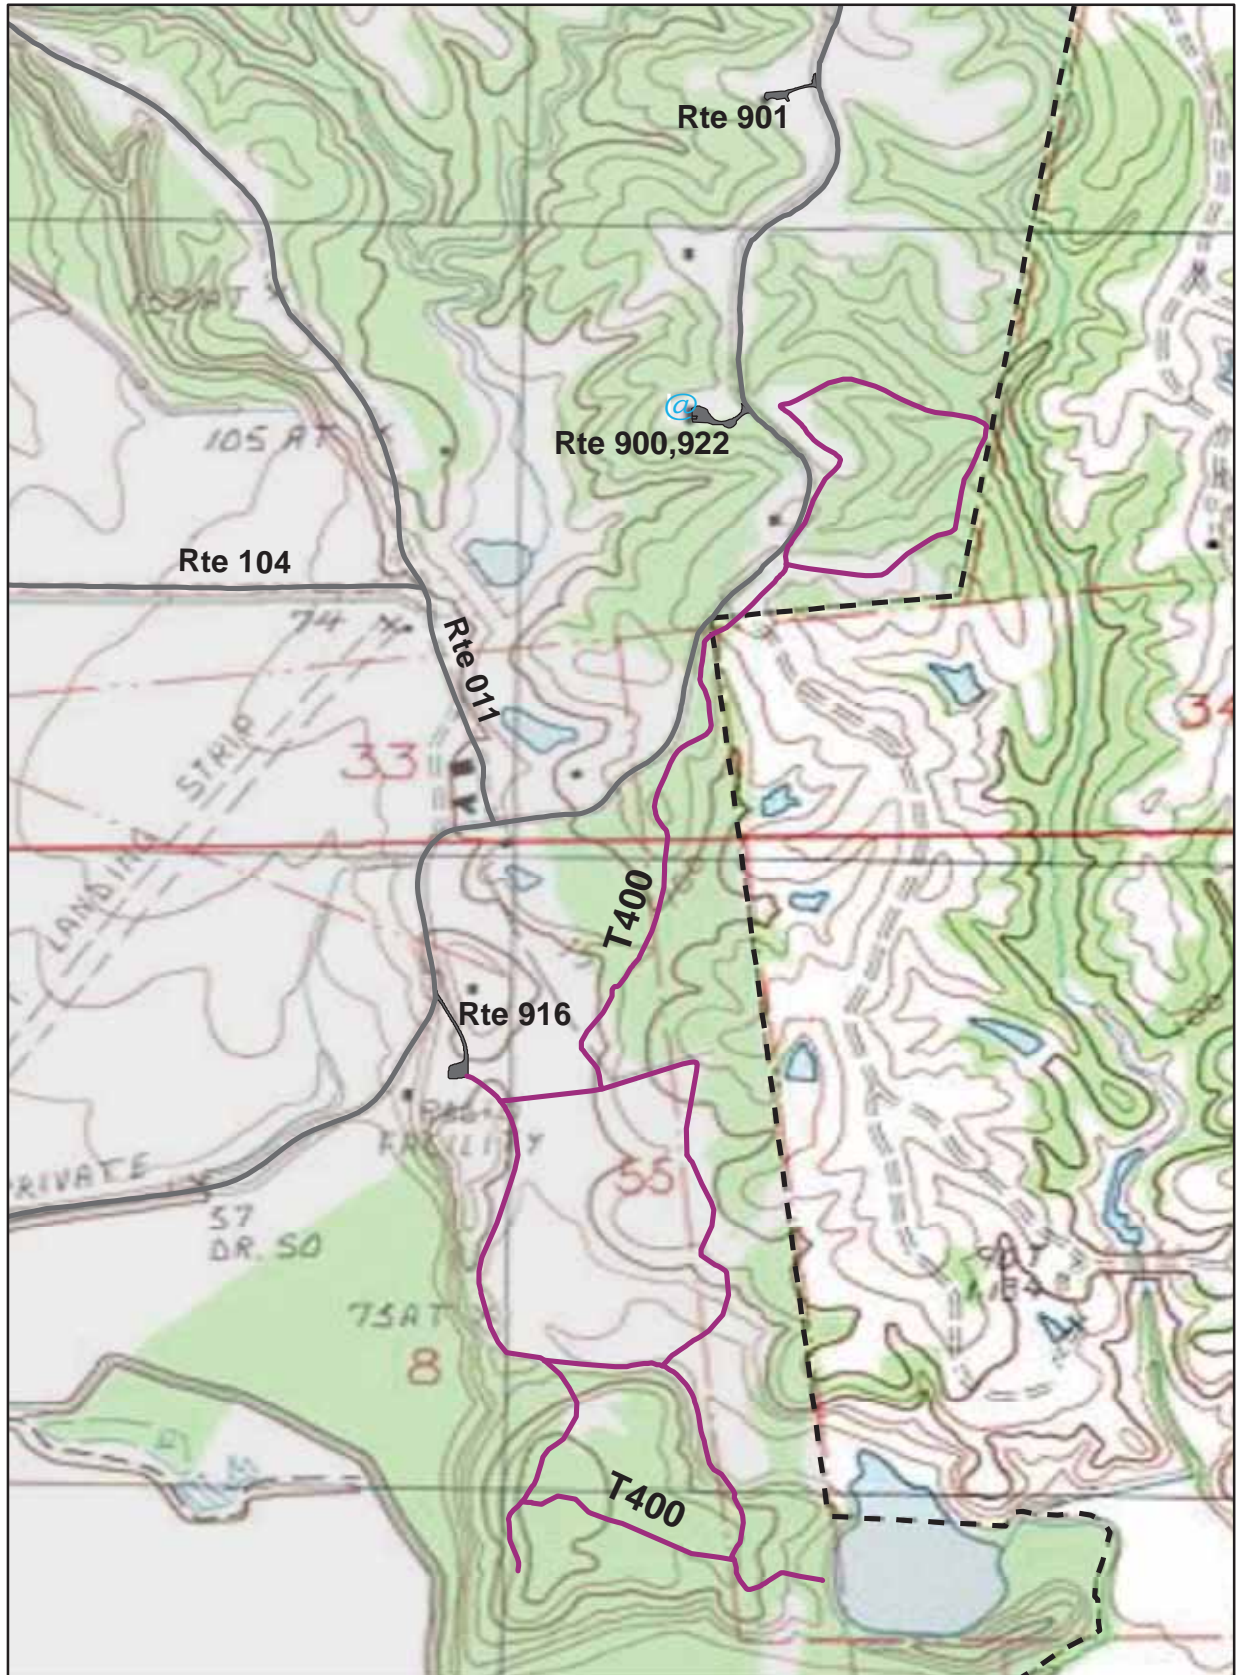 Rte 901
@
105 AT
Rte 900,922
Rte 104
74
Rte 011
34
33
LANDING STRIP
T400
Rte 916
FACILITY
55
PRIVATE
57
DR. 50
75AT
8
T400